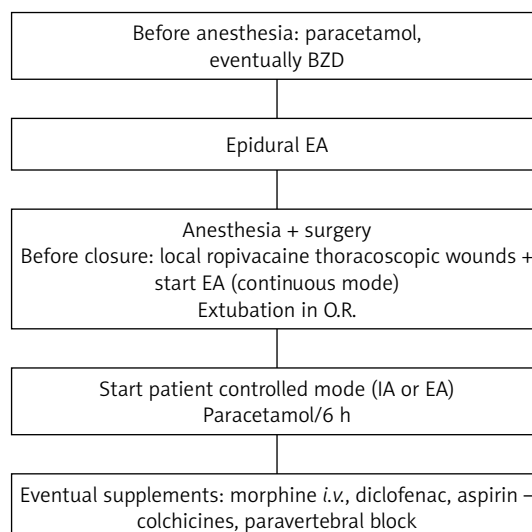 Before anesthesia: paracetamol,
eventually BZD
Epidural EA
Anesthesia + surgery
Before closure: local ropivacaine thoracoscopic wounds +
start EA (continuous mode)
Extubation in O.R.
Start patient controlled mode (IA or EA)
Paracetamol/6 h
Eventual supplements: morphine i.v., diclofenac, aspirin –
colchicines, paravertebral block